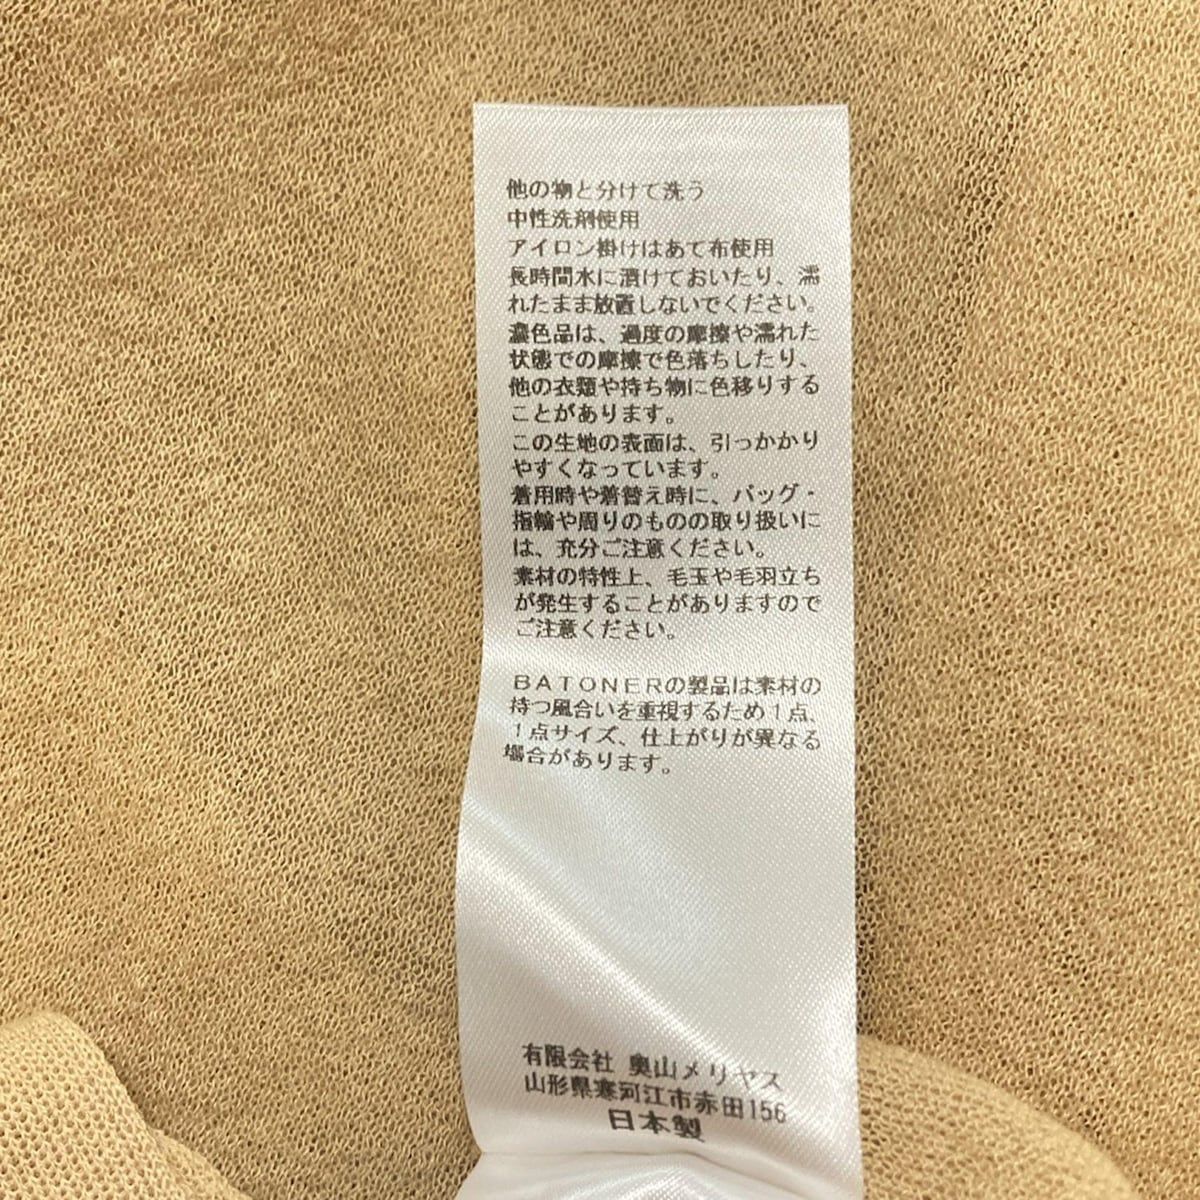 他の物と分けて洗う
中性洗剤使用
アイロン掛けはあて布使用
長時間水に漬けておいたり、濡
れたまま放置しないでください。
濃色品は、過度の摩擦や濡れた
状態での摩擦で色落ちしたり、
他の衣類や持ち物に色移りする
ことがあります。
この生地の表面は、引っかかり
やすくなっています。
着用時や着替え時に、バッグ・
指輪や周りのものの取り扱いに
は、充分ご注意ください。
素材の特性上、毛玉や毛羽立ち
が発生することがありますので
ご注意ください。
BATONERの製品は素材の
持つ風合いを重視するため1点、
1点サイズ、仕上がりが異なる
場合があります。
有限会社 奥山メリヤス
山形県寒河江市赤田156
日本製